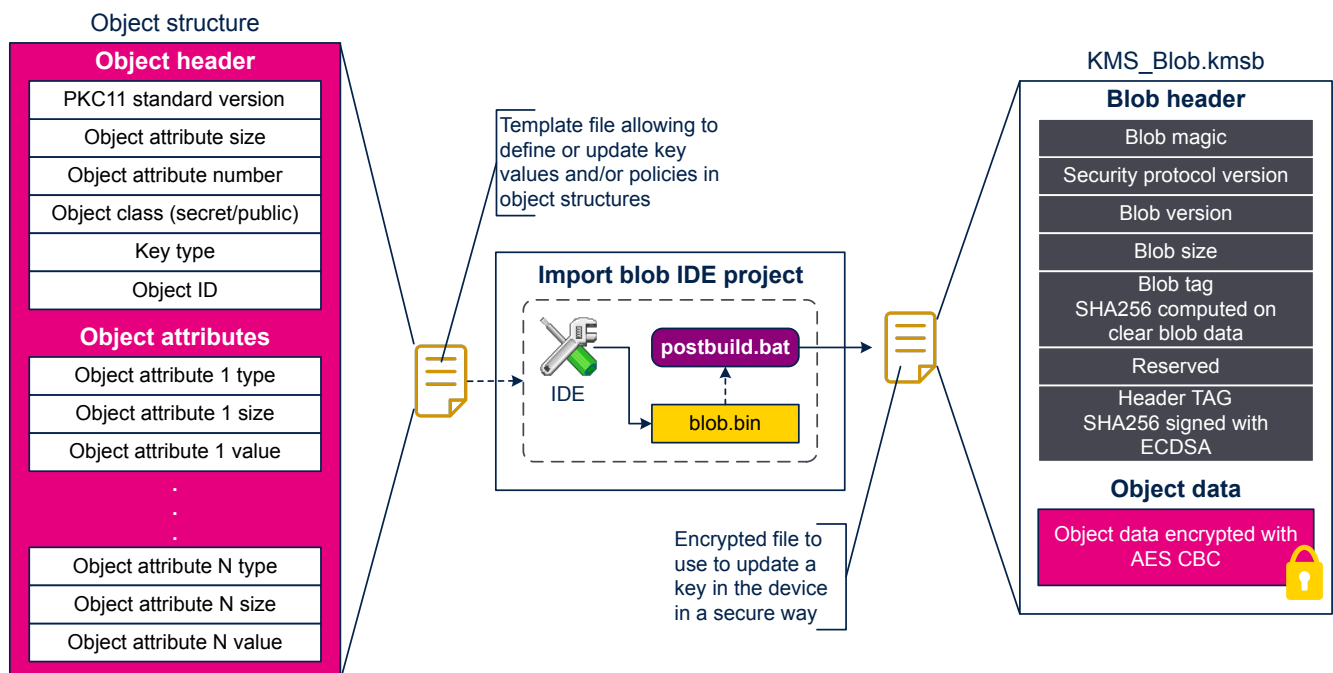 Object structure
Object header
PKC11 standard version
Object attribute size
Object attribute number
Object class (secret/public)
Key type
Object ID
Object attributes
Object attribute 1 type
Object attribute 1 size
Object attribute 1 value
.
.
.
Object attribute N type
Object attribute N size
Object attribute N value
Template file allowing to
define or update key
values and/or policies in
object structures
Import blob IDE project
IDE
postbuild.bat
blob.bin
Encrypted file to
use to update a
key in the device
in a secure way
KMS_Blob.kmsb
Blob header
Blob magic
Security protocol version
Blob version
Blob size
Blob tag
SHA256 computed on
clear blob data
Reserved
Header TAG
SHA256 signed with
ECDSA
Object data
Object data encrypted with
AES CBC